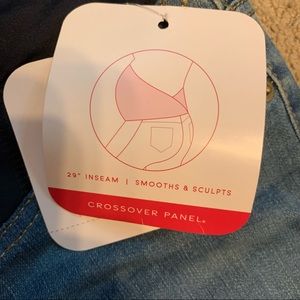 29" INSEAM | SMOOTHS & SCULPTS
CROSSOVER PANEL®